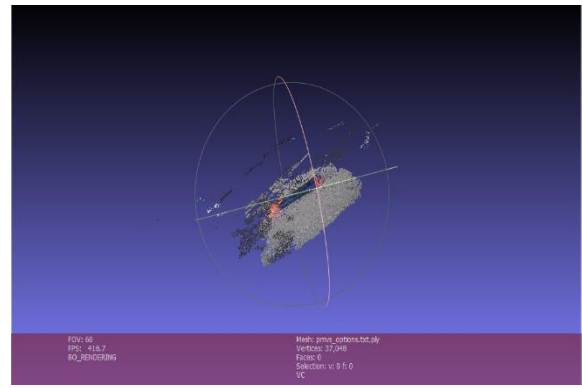 FOV: 60
FPS: 416.7
BO_RENDERING
Mesh: pmvs_options.txt.ply
Vertices: 37,048
Faces: 0
Selection: v: 0 f: 0
VC